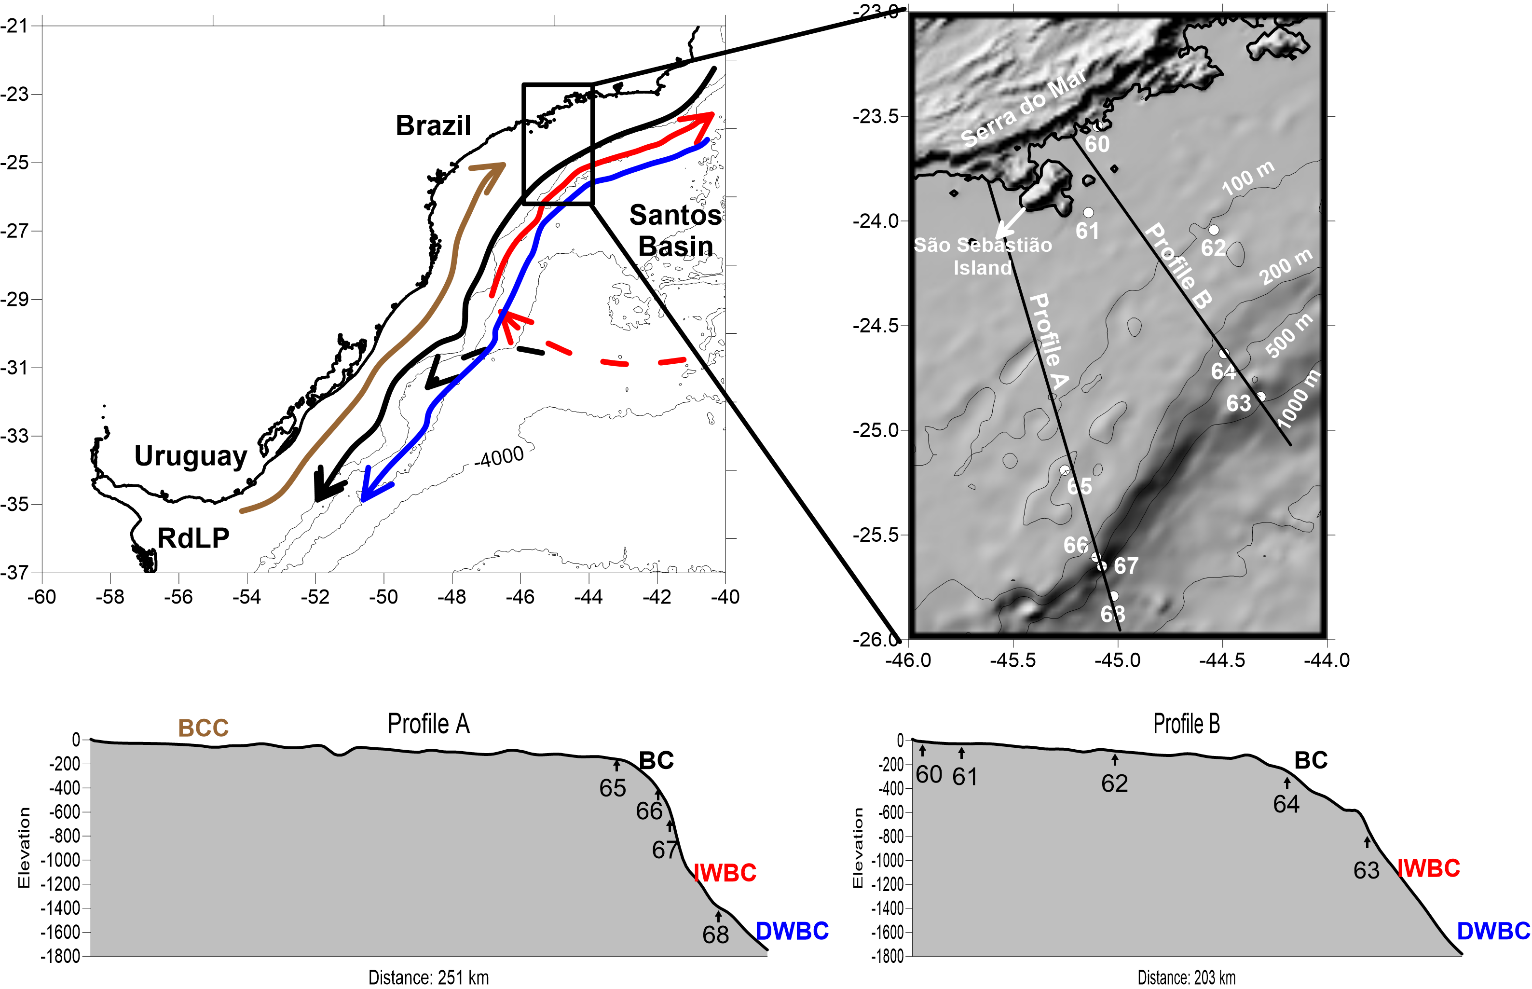 -21
-23
-25
-27
-29
-31
-33
-35
-37
-60
-58
-56
-54
-52
-50
-48
-46
-44
-42
-40
Brazil
Santos
Basin
Uruguay
RdLP
-4000
-23.0
-23.5
-24.0
-24.5
-25.0
-25.5
-26.0
-46.0
-45.5
-45.0
-44.5
-44.0
Serra do Mar
60
61
62
100 m
200 m
500 m
1000 m
São Sebastião
Island
Profile A
Profile B
64
63
65
66
67
68
BCC
Profile A
BC
IWBC
DWBC
Elevation
0
-200
-400
-600
-800
-1000
-1200
-1400
-1600
-1800
65
66
67
68
Distance: 251 km
Profile B
BC
IWBC
DWBC
Elevation
0
-200
-400
-600
-800
-1000
-1200
-1400
-1600
-1800
60
61
62
64
63
Distance: 203 km